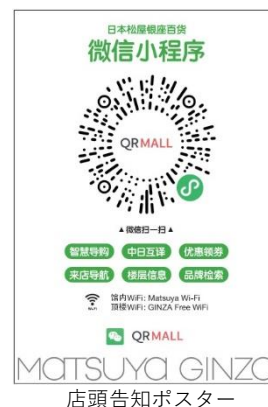 日本松屋银座百货
微信小程序
QRMALL
▲ 微信扫一扫 ▲
智慧导购 中日互译 优惠领券
来店导航 楼层信息 品牌检索
WiFi 馆内WiFi: Matsuya Wi-Fi
顶楼WiFi: GINZA Free WiFi
QRMALL
MATSUYA GINZA
店頭告知ポスター